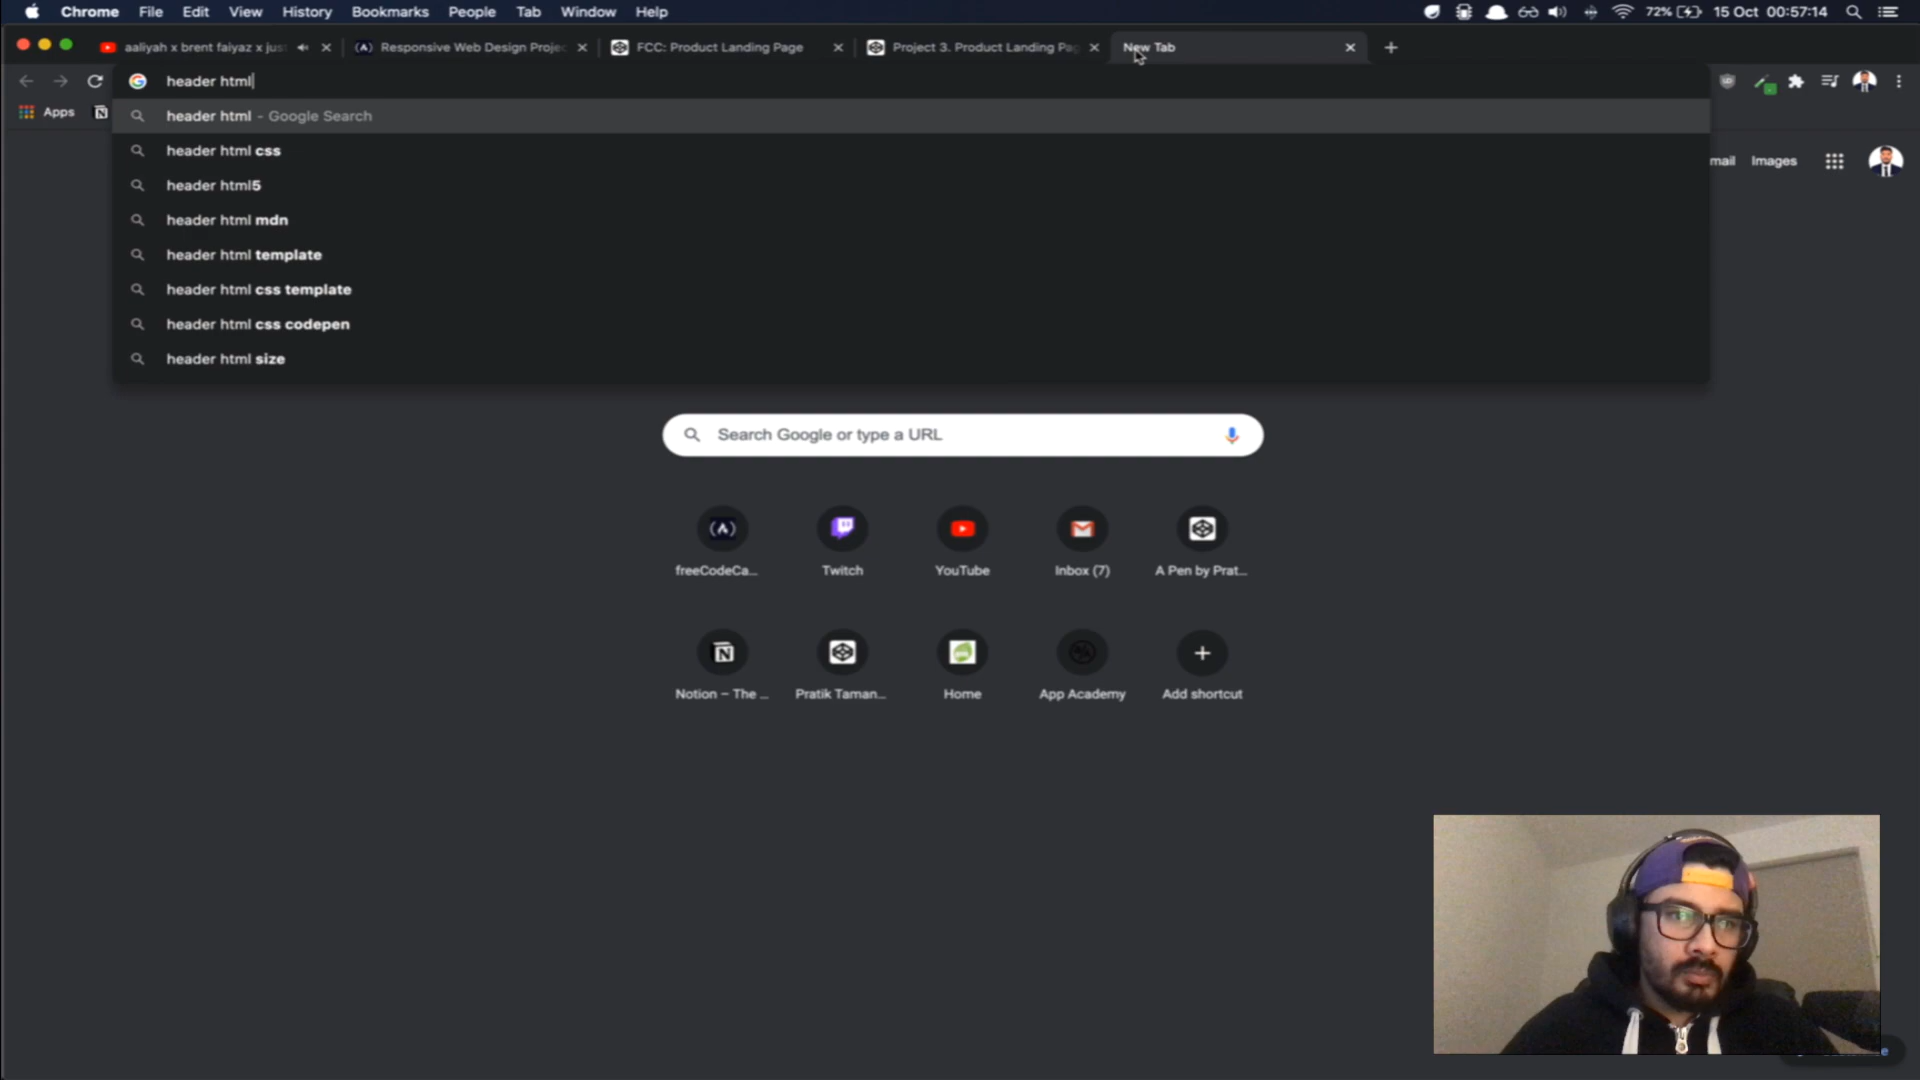 Chrome File Edit View History Bookmarks People Tab Window Help 72% 15 Oct 00:57:14
aaliyah x brent faiyaz x jus Responsive Web Design Projec FCC: Product Landing Page Project 3. Product Landing Pag New Tab
header html
Apps
header html - Google Search
header html css
header html5
header html mdn
header html template
header html css template
header html css codepen
header html size
mail Images
Search Google or type a URL
freeCodeCa... Twitch YouTube Inbox (7) A Pen by Prat...
Notion – The ... Pratik Taman... Home App Academy Add shortcut